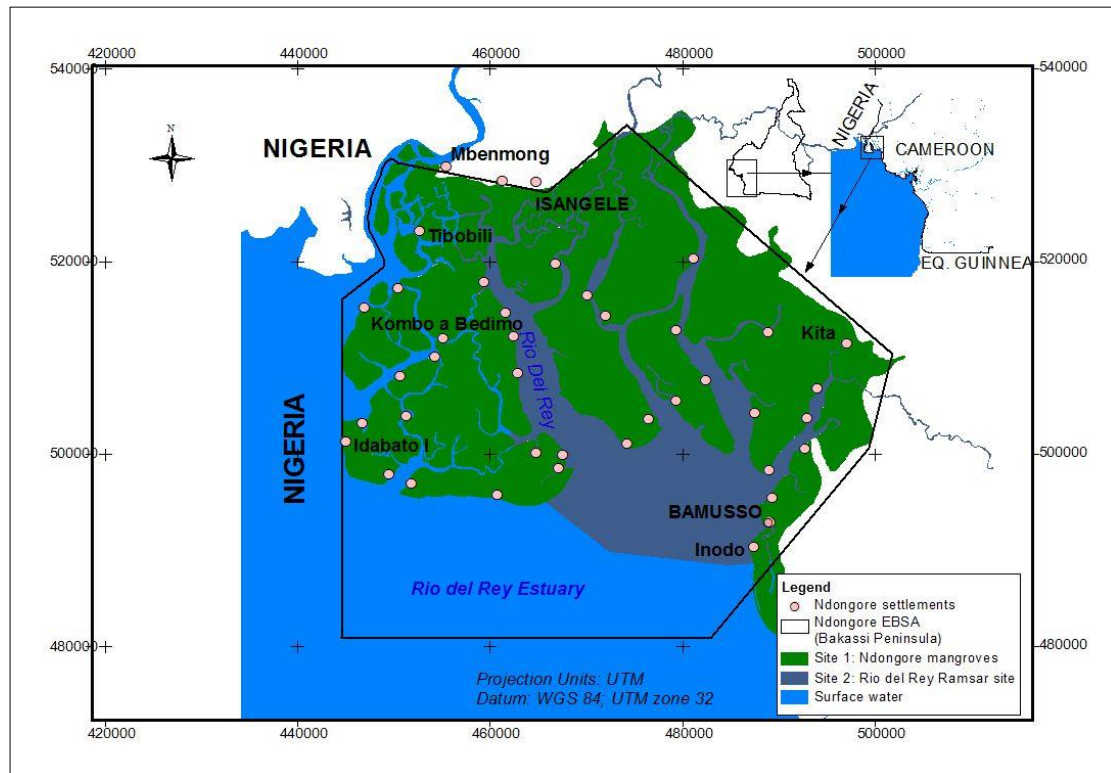 420000
440000
460000
480000
500000
540000
540000
N
NIGERIA
Mbenmong
NIGERIA
CAMEROON
ISANGELE
Tibobili
520000
520000
EQ. GUINNEA
Kombo a Bedimo
Rio Del Rey
Kita
NIGERIA
Idabato I
500000
500000
BAMUSSO
Inodo
Rio del Rey Estuary
Legend
Ndongore settlements
Ndongore EBSA
(Bakassi Peninsula)
Site 1: Ndongore mangroves
Site 2: Rio del Rey Ramsar site
Surface water
480000
480000
Projection Units: UTM
Datum: WGS 84; UTM zone 32
420000
440000
460000
480000
500000